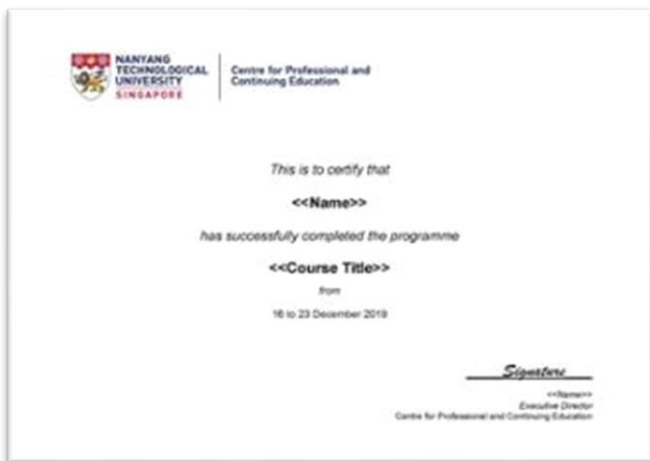 NANYANG
TECHNOLOGICAL
UNIVERSITY
SINGAPORE
Centre for Professional and
Continuing Education
This is to certify that
<<Name>>
has successfully completed the programme
<<Course Title>>
from
16 to 23 December 2019
Signature
<<Name>>
Executive Director
Centre for Professional and Continuing Education